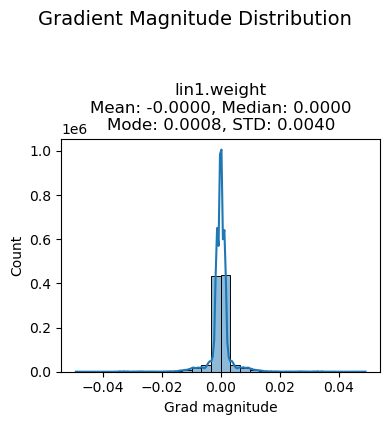 Gradient Magnitude Distribution
lin1.weight
Mean: -0.0000, Median: 0.0000
Mode: 0.0008, STD: 0.0040
1e6
1.0
0.8
0.6
0.4
0.2
0.0
Count
−0.04 −0.02 0.00 0.02 0.04
Grad magnitude